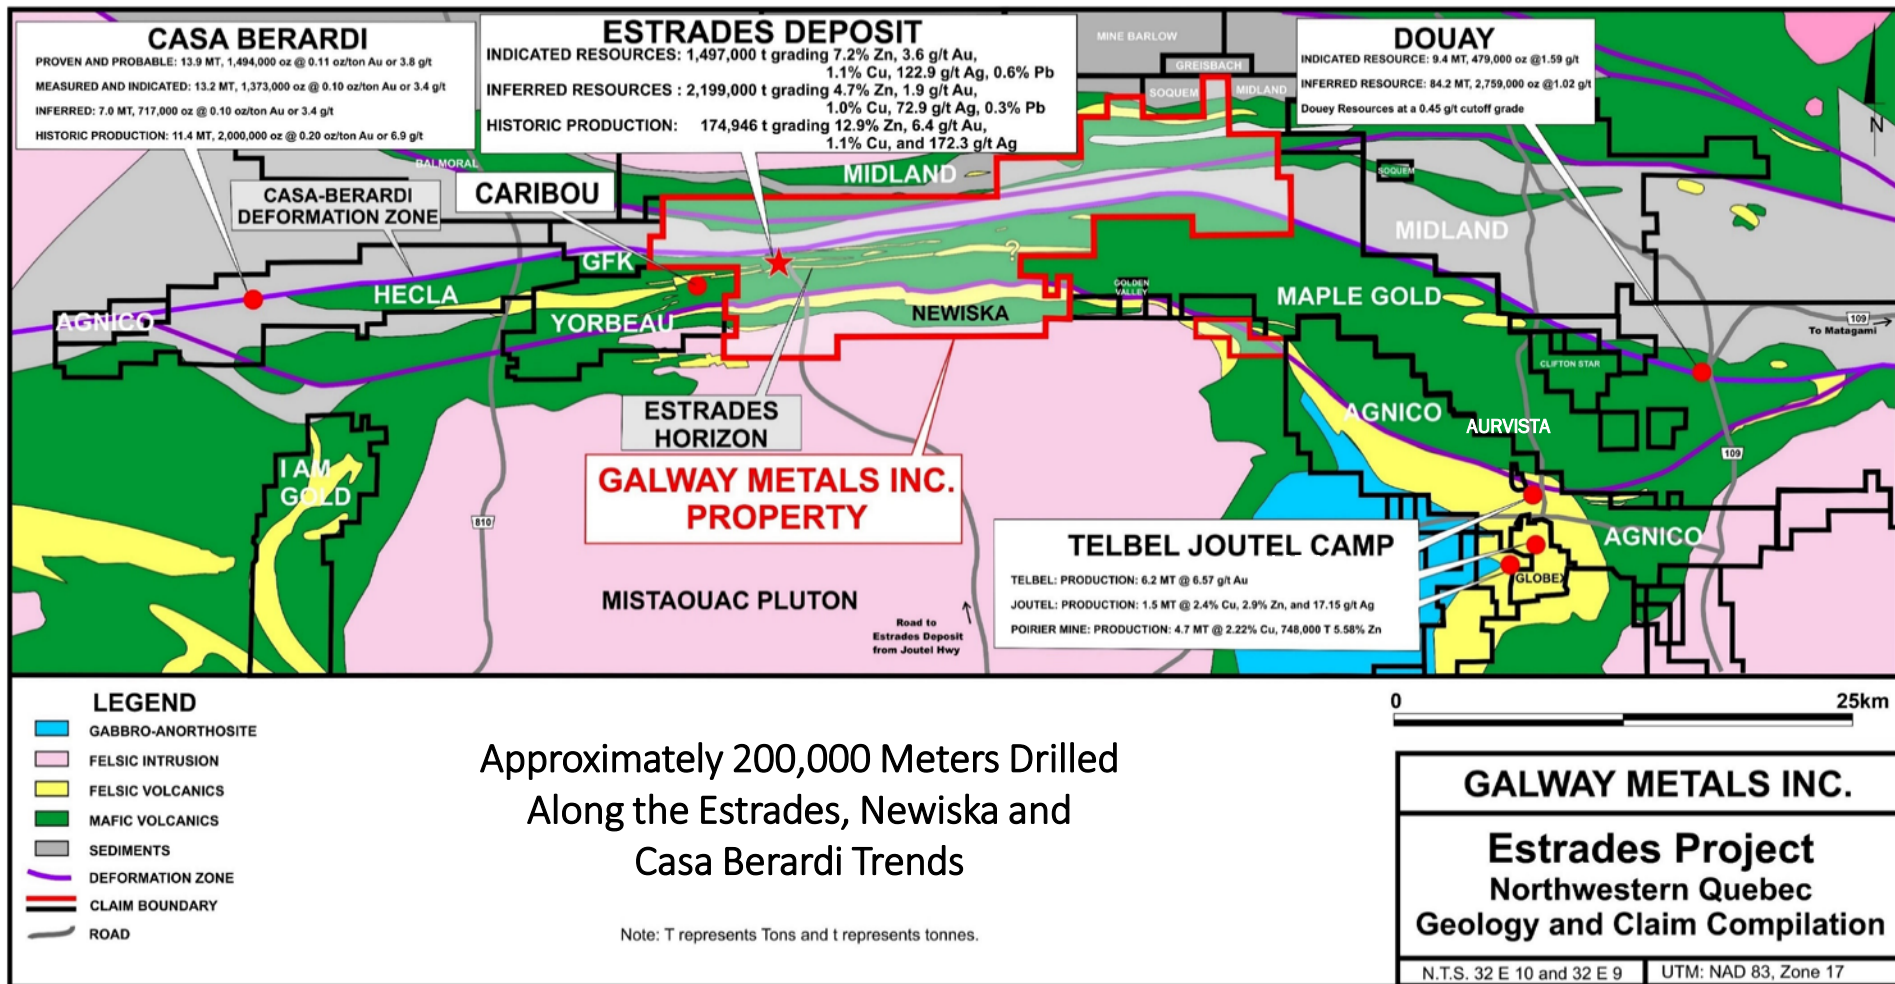 CASA BERARDI
PROVEN AND PROBABLE: 13.9 MT, 1,494,000 oz @ 0.11 oz/ton Au or 3.8 g/t
MEASURED AND INDICATED: 13.2 MT, 1,373,000 oz @ 0.10 oz/ton Au or 3.4 g/t
INFERRED: 7.0 MT, 717,000 oz @ 0.10 oz/ton Au or 3.4 g/t
HISTORIC PRODUCTION: 11.4 MT, 2,000,000 oz @ 0.20 oz/ton Au or 6.9 g/t
ESTRADES DEPOSIT
INDICATED RESOURCES: 1,497,000 t grading 7.2% Zn, 3.6 g/t Au,
1.1% Cu, 122.9 g/t Ag, 0.6% Pb
INFERRED RESOURCES : 2,199,000 t grading 4.7% Zn, 1.9 g/t Au,
1.0% Cu, 72.9 g/t Ag, 0.3% Pb
HISTORIC PRODUCTION: 174,946 t grading 12.9% Zn, 6.4 g/t Au,
1.1% Cu, and 172.3 g/t Ag
MINE BARLOW
GREISBACH
SOQUEM
MIDLAND
DOUAY
INDICATED RESOURCE: 9.4 MT, 479,000 oz @1.59 g/t
INFERRED RESOURCE: 84.2 MT, 2,759,000 oz @1.02 g/t
Douey Resources at a 0.45 g/t cutoff grade
N
BALMORAL
MIDLAND
SOQUEM
CASA-BERARDI
DEFORMATION ZONE
CARIBOU
MIDLAND
?
GFK
HECLA
AGNICO
YORBEAU
NEWISKA
GOLDEN
VALLEY
MAPLE GOLD
109
To Matagami
CLIFTON STAR
ESTRADES
HORIZON
AGNICO
AURVISTA
109
I AM
GOLD
GALWAY METALS INC.
PROPERTY
810
AGNICO
GLOBEX
TELBEL JOUTEL CAMP
TELBEL: PRODUCTION: 6.2 MT @ 6.57 g/t Au
JOUTEL: PRODUCTION: 1.5 MT @ 2.4% Cu, 2.9% Zn, and 17.15 g/t Ag
POIRIER MINE: PRODUCTION: 4.7 MT @ 2.22% Cu, 748,000 T 5.58% Zn
MISTAOUAC PLUTON
Road to
Estrades Deposit
from Joutel Hwy
LEGEND
GABBRO-ANORTHOSITE
FELSIC INTRUSION
FELSIC VOLCANICS
MAFIC VOLCANICS
SEDIMENTS
DEFORMATION ZONE
CLAIM BOUNDARY
ROAD
Approximately 200,000 Meters Drilled
Along the Estrades, Newiska and
Casa Berardi Trends
Note: T represents Tons and t represents tonnes.
0 25km
GALWAY METALS INC.
Estrades Project
Northwestern Quebec
Geology and Claim Compilation
N.T.S. 32 E 10 and 32 E 9
UTM: NAD 83, Zone 17